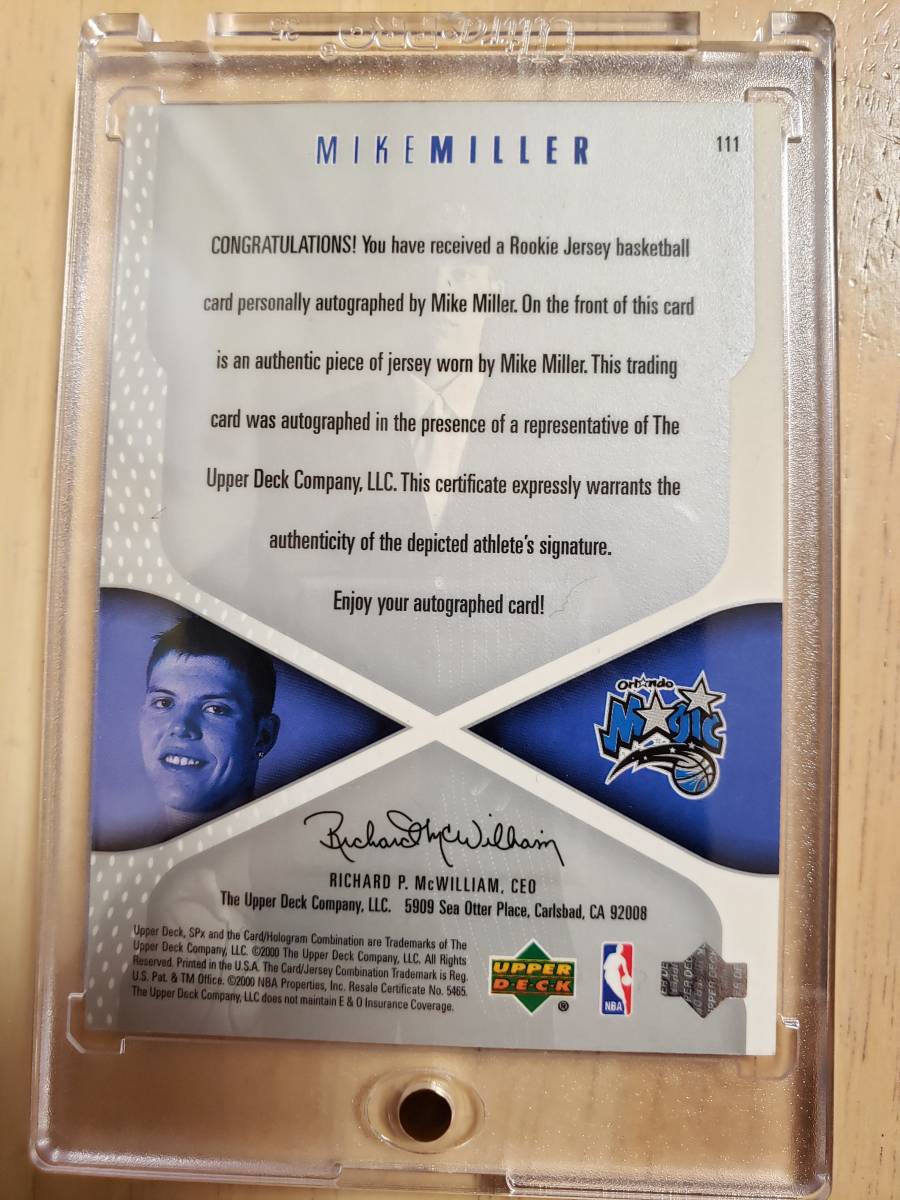 35
UltraPRO®
MIKE MILLER
111
CONGRATULATIONS! You have received a Rookie Jersey basketball
card personally autographed by Mike Miller. On the front of this card
is an authentic piece of jersey worn by Mike Miller. This trading
card was autographed in the presence of a representative of The
Upper Deck Company, LLC. This certificate expressly warrants the
authenticity of the depicted athlete's signature.
Enjoy your autographed card!
Orlando
Magic
Richard McWilliam
RICHARD P. McWILLIAM, CEO
The Upper Deck Company, LLC. 5909 Sea Otter Place, Carlsbad, CA 92008
Upper Deck, SPx and the Card/Hologram Combination are Trademarks of The
Upper Deck Company, LLC. ©2000 The Upper Deck Company, LLC. All Rights
Reserved. Printed in the U.S.A. The Card/Jersey Combination Trademark is Reg.
U.S. Pat. & TM Office. ©2000 NBA Properties, Inc. Resale Certificate No. 5465.
The Upper Deck Company, LLC does not maintain E & O Insurance Coverage.
UPPER
DECK
®
NBA